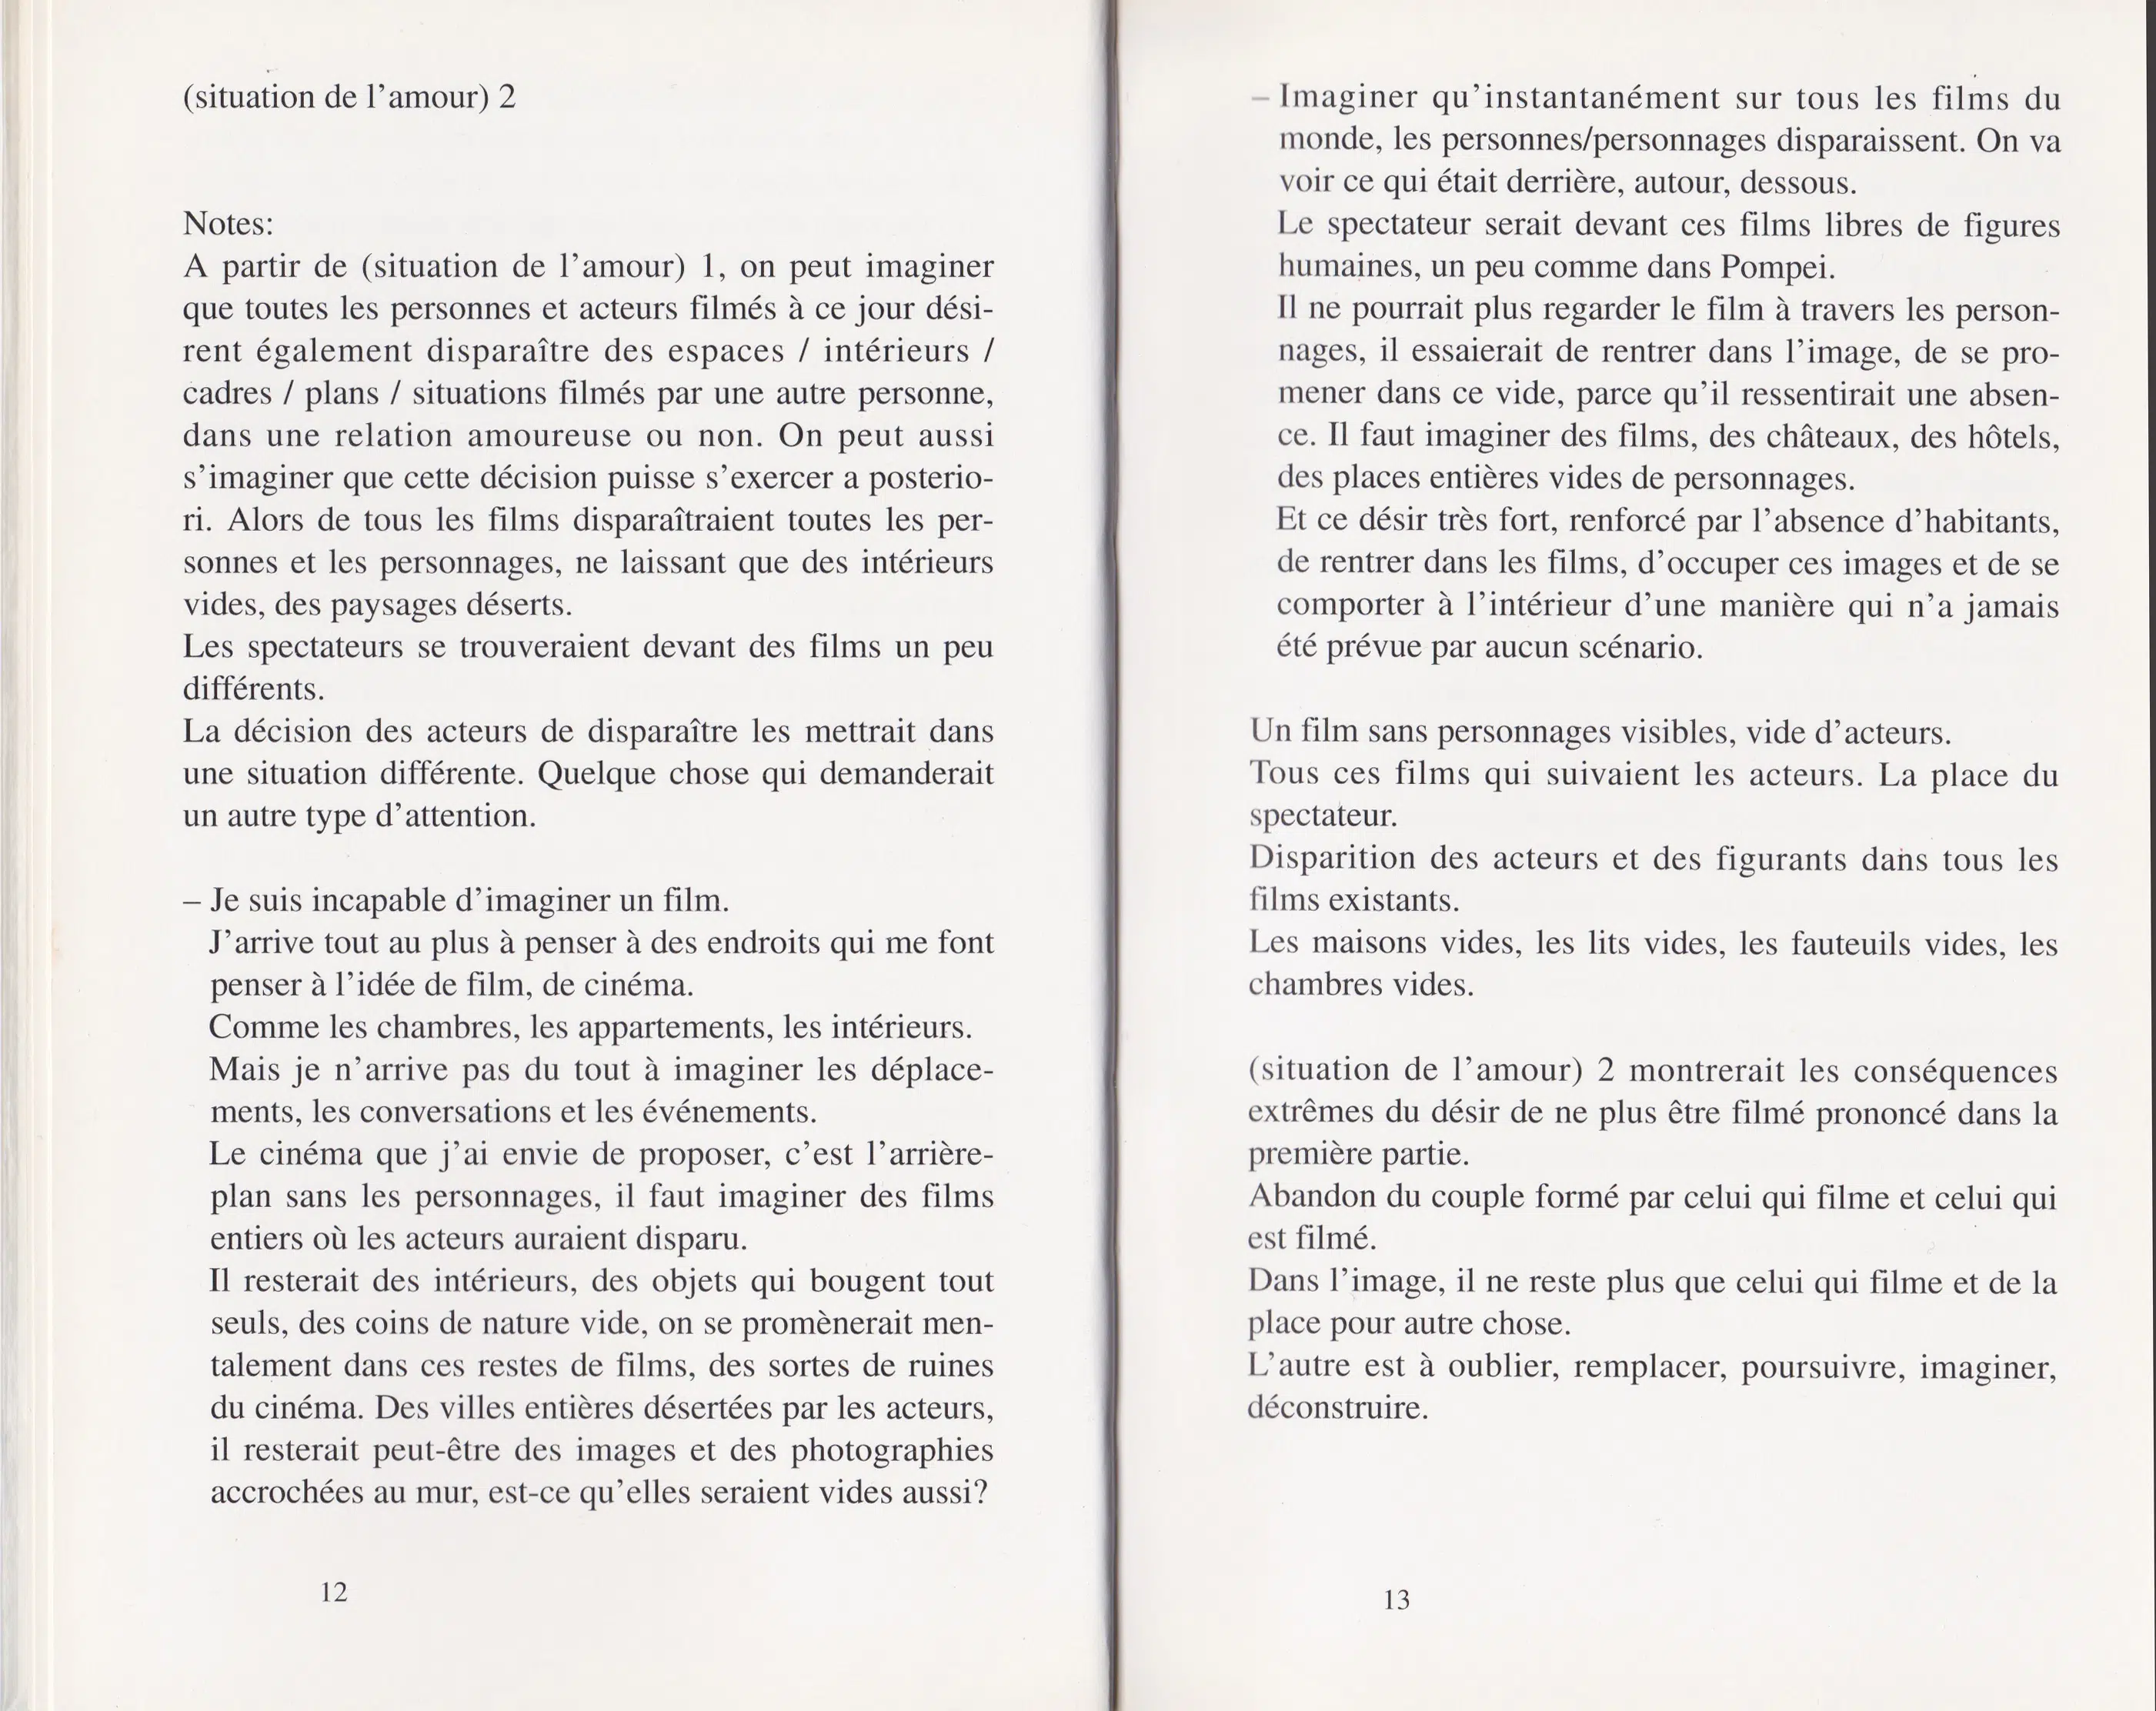 (situation de l'amour) 2
Notes:
A partir de (situation de l'amour) 1, on peut imaginer
que toutes les personnes et acteurs filmés à ce jour dési-
rent également disparaître des espaces / intérieurs /
cadres / plans / situations filmés par une autre personne,
dans une relation amoureuse ou non. On peut aussi
s'imaginer que cette décision puisse s'exercer a posterio-
ri. Alors de tous les films disparaîtraient toutes les per-
sonnes et les personnages, ne laissant que des intérieurs
vides, des paysages déserts.
Les spectateurs se trouveraient devant des films un peu
différents.
La décision des acteurs de disparaître les mettrait dans
une situation différente. Quelque chose qui demanderait
un autre type d'attention.
– Je suis incapable d'imaginer un film.
J'arrive tout au plus à penser à des endroits qui me font
penser à l'idée de film, de cinéma.
Comme les chambres, les appartements, les intérieurs.
Mais je n'arrive pas du tout à imaginer les déplace-
ments, les conversations et les événements.
Le cinéma que j'ai envie de proposer, c'est l'arrière-
plan sans les personnages, il faut imaginer des films
entiers où les acteurs auraient disparu.
Il resterait des intérieurs, des objets qui bougent tout
seuls, des coins de nature vide, on se promènerait men-
talement dans ces restes de films, des sortes de ruines
du cinéma. Des villes entières désertées par les acteurs,
il resterait peut-être des images et des photographies
accrochées au mur, est-ce qu'elles seraient vides aussi?
12
– Imaginer qu'instantanément sur tous les films du
monde, les personnes/personnages disparaissent. On va
voir ce qui était derrière, autour, dessous.
Le spectateur serait devant ces films libres de figures
humaines, un peu comme dans Pompei.
Il ne pourrait plus regarder le film à travers les person-
nages, il essaierait de rentrer dans l'image, de se pro-
mener dans ce vide, parce qu'il ressentirait une absen-
ce. Il faut imaginer des films, des châteaux, des hôtels,
des places entières vides de personnages.
Et ce désir très fort, renforcé par l'absence d'habitants,
de rentrer dans les films, d'occuper ces images et de se
comporter à l'intérieur d'une manière qui n'a jamais
été prévue par aucun scénario.
Un film sans personnages visibles, vide d'acteurs.
Tous ces films qui suivaient les acteurs. La place du
spectateur.
Disparition des acteurs et des figurants dans tous les
films existants.
Les maisons vides, les lits vides, les fauteuils vides, les
chambres vides.
(situation de l'amour) 2 montrerait les conséquences
extrêmes du désir de ne plus être filmé prononcé dans la
première partie.
Abandon du couple formé par celui qui filme et celui qui
est filmé.
Dans l'image, il ne reste plus que celui qui filme et de la
place pour autre chose.
L'autre est à oublier, remplacer, poursuivre, imaginer,
déconstruire.
13